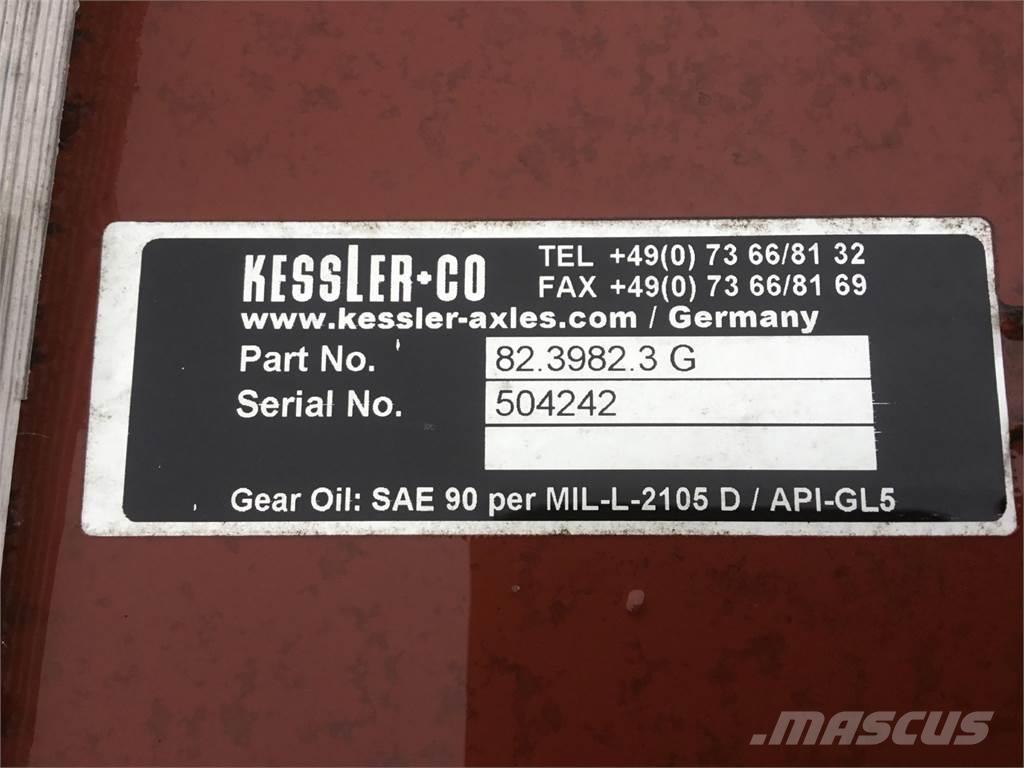 KESSLER+CO
TEL +49(0) 73 66/81 32
FAX +49(0) 73 66/81 69
www.kessler-axles.com / Germany
Part No. 82.3982.3 G
Serial No. 504242
Gear Oil: SAE 90 per MIL-L-2105 D / API-GL5
MASCUS